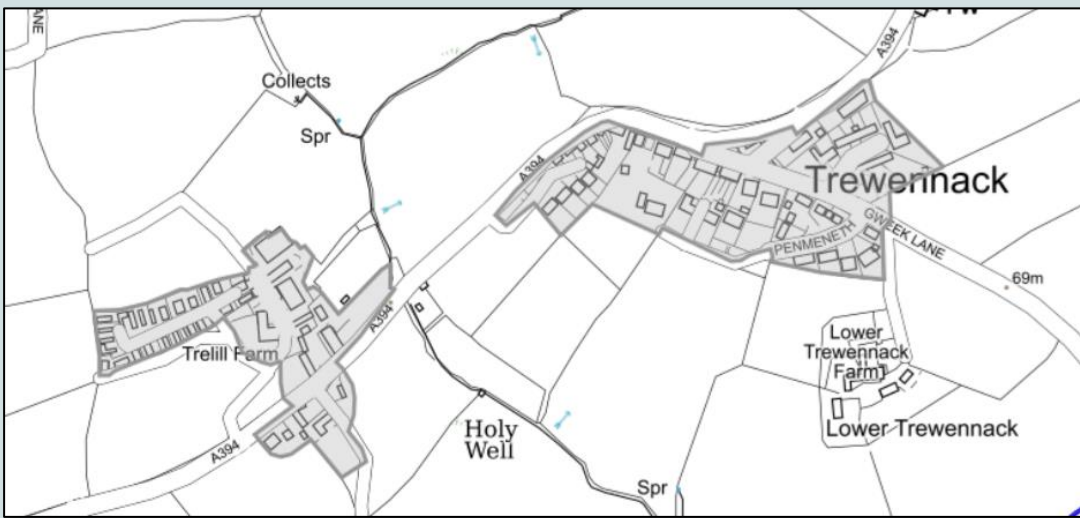 ANE
A394
Collects
Spr
A394
Trewennack
GWEEK LANE
PENMENETH
69m
A394
Trelill Farm
Lower
Trewennack
Farm
Lower Trewennack
Holy
Well
A394
Spr